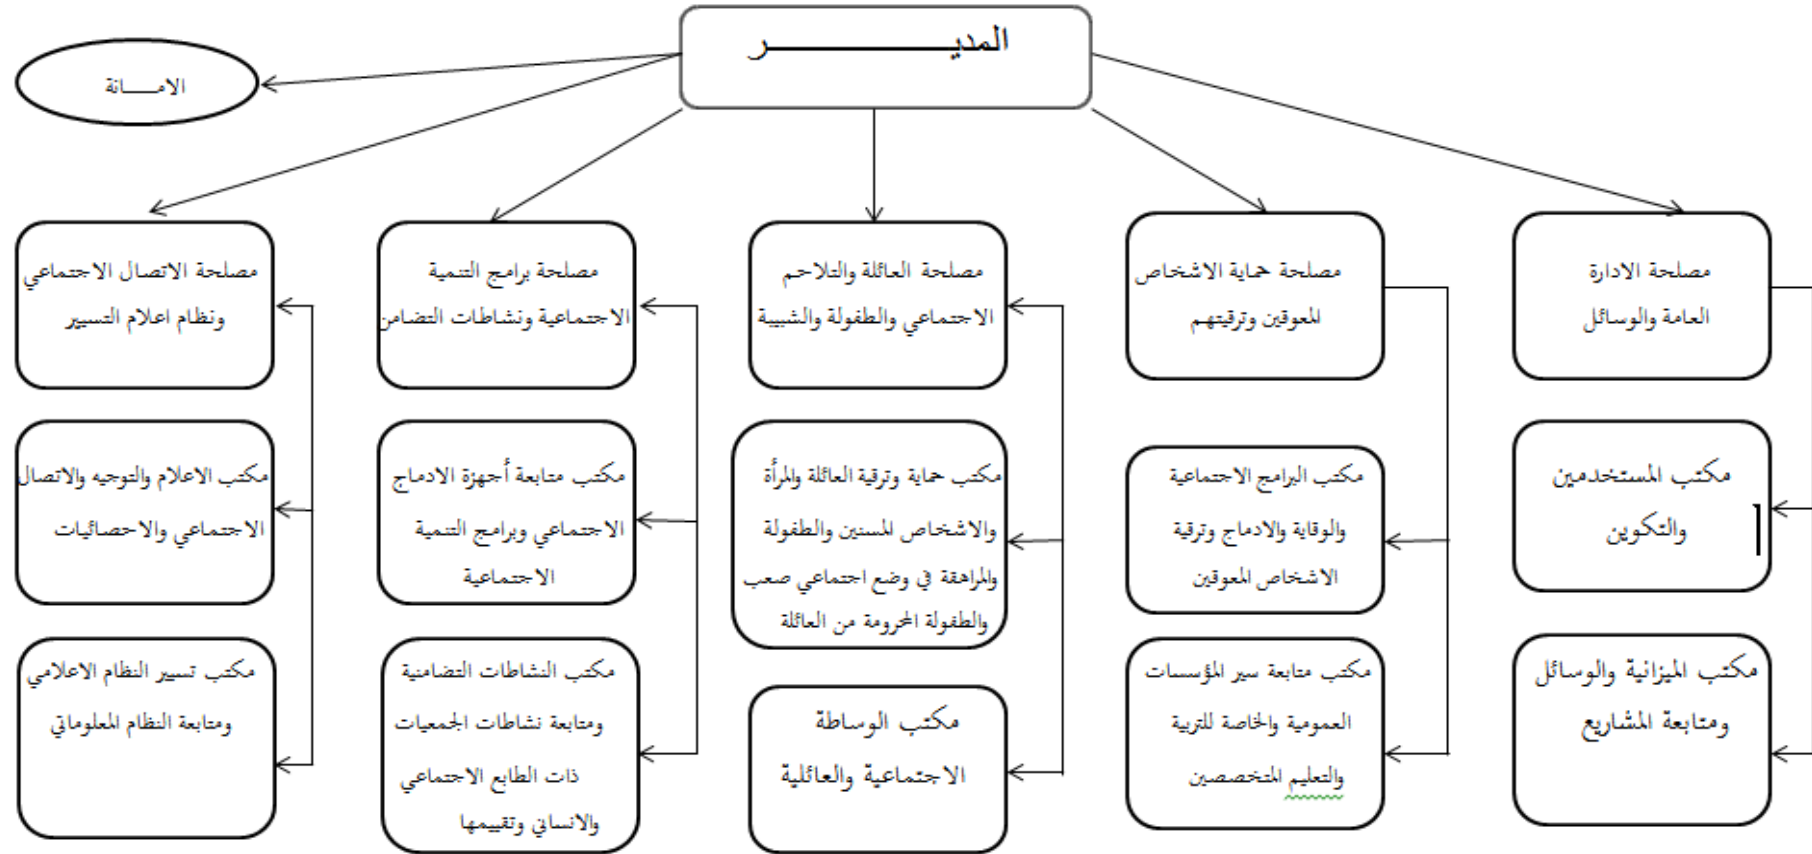 المديـــــــــــــــر
الامــــانة
مصلحة الادارة
العامة والوسائل
مصلحة حماية الاشخاص
المعوقين وترقيتهم
مصلحة العائلة والتلاحم
الاجتماعي والطفولة والشبيبة
مصلحة برامج التنمية
الاجتماعية ونشاطات التضامن
مصلحة الاتصال الاجتماعي
ونظام اعلام التسيير
مكتب المستخدمين
والتكوين
مكتب البرامج الاجتماعية
والوقاية والادماج وترقية
الاشخاص المعوقين
مكتب حماية وترقية العائلة والمرأة
والاشخاص المسنين والطفولة
والمراهقة في وضع اجتماعي صعب
والطفولة المحرومة من العائلة
مكتب متابعة أجهزة الادماج
الاجتماعي وبرامج التنمية
الاجتماعية
مكتب الاعلام والتوجيه والاتصال
الاجتماعي والاحصائيات
مكتب الميزانية والوسائل
ومتابعة المشاريع
مكتب متابعة سير المؤسسات
العمومية والخاصة للتربية
والتعليم المتخصصين
مكتب الوساطة
الاجتماعية والعائلية
مكتب النشاطات التضامنية
ومتابعة نشاطات الجمعيات
ذات الطابع الاجتماعي
والانساني وتقييمها
مكتب تسيير النظام الاعلامي
ومتابعة النظام المعلوماتي